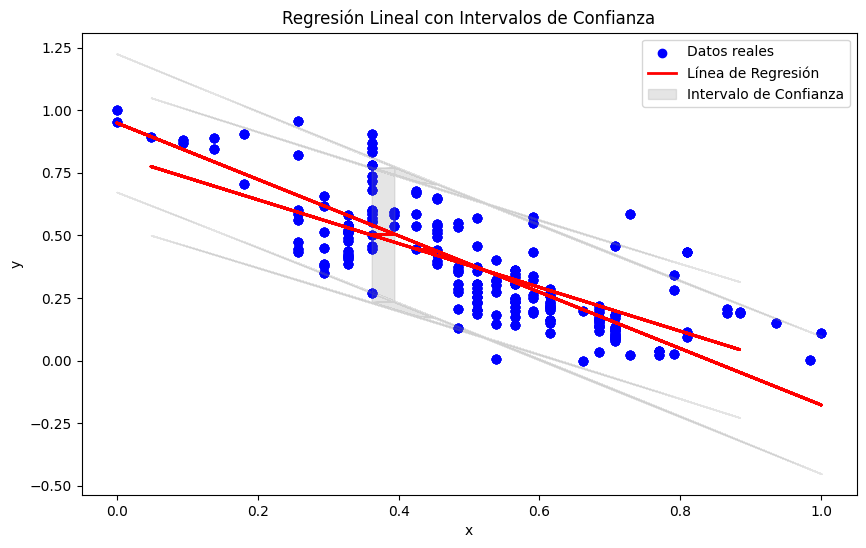 Regresión Lineal con Intervalos de Confianza
Datos reales
Línea de Regresión
Intervalo de Confianza
y
1.25
1.00
0.75
0.50
0.25
0.00
−0.25
−0.50
0.0 0.2 0.4 0.6 0.8 1.0
x